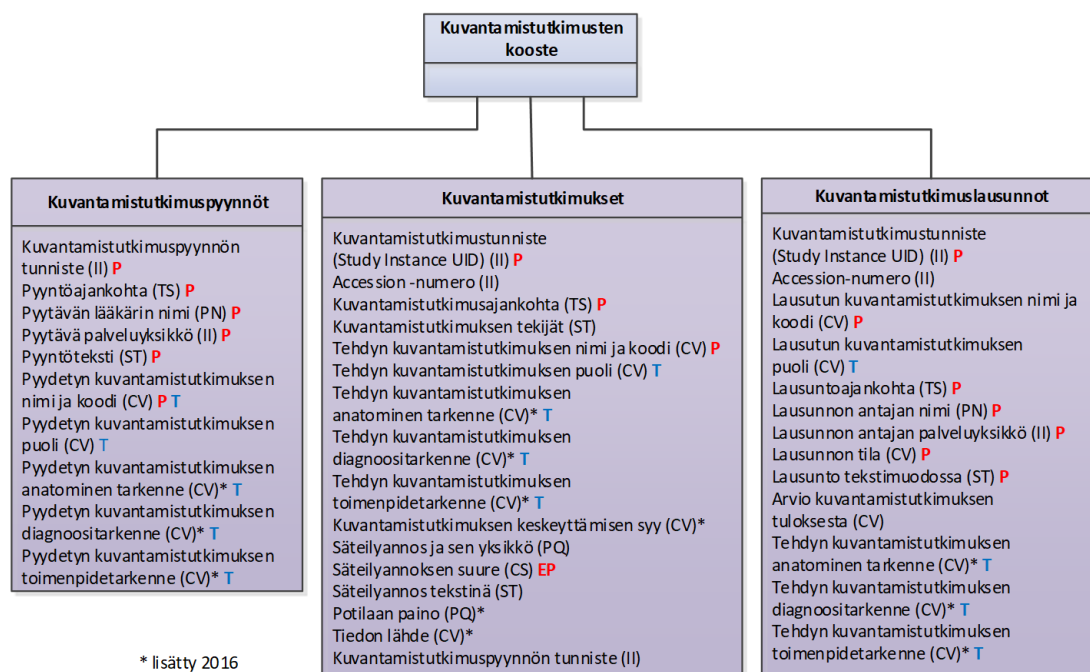 Kuvantamistutkimusten
kooste
Kuvantamistutkimuspyynnöt
Kuvantamistutkimuspyynnön
tunniste (II) P
Pyyntöajankohta (TS) P
Pyytävän lääkärin nimi (PN) P
Pyytävä palveluyksikkö (II) P
Pyyntöteksti (ST) P
Pyydetyn kuvantamistutkimuksen
nimi ja koodi (CV) P T
Pyydetyn kuvantamistutkimuksen
puoli (CV) T
Pyydetyn kuvantamistutkimuksen
anatominen tarkenne (CV)* T
Pyydetyn kuvantamistutkimuksen
diagnoositarkenne (CV)* T
Pyydetyn kuvantamistutkimuksen
toimenpidetarkenne (CV)* T
* lisätty 2016
Kuvantamistutkimukset
Kuvantamistutkimustunniste
(Study Instance UID) (II) P
Accession -numero (II)
Kuvantamistutkimusajankohta (TS) P
Kuvantamistutkimuksen tekijät (ST)
Tehdyn kuvantamistutkimuksen nimi ja koodi (CV) P
Tehdyn kuvantamistutkimuksen puoli (CV) T
Tehdyn kuvantamistutkimuksen
anatominen tarkenne (CV)* T
Tehdyn kuvantamistutkimuksen
diagnoositarkenne (CV)* T
Tehdyn kuvantamistutkimuksen
toimenpidetarkenne (CV)* T
Kuvantamistutkimuksen keskeyttämisen syy (CV)*
Säteilyannos ja sen yksikkö (PQ)
Säteilyannoksen suure (CS) EP
Säteilyannos tekstinä (ST)
Potilaan paino (PQ)*
Tiedon lähde (CV)*
Kuvantamistutkimuspyynnön tunniste (II)
Kuvantamistutkimuslausunnot
Kuvantamistutkimustunniste
(Study Instance UID) (II) P
Accession-numero (II)
Lausutun kuvantamistutkimuksen nimi ja
koodi (CV) P
Lausutun kuvantamistutkimuksen
puoli (CV) T
Lausuntoajankohta (TS) P
Lausunnon antajan nimi (PN) P
Lausunnon antajan palveluyksikkö (II) P
Lausunnon tila (CV) P
Lausunto tekstimuodossa (ST) P
Arvio kuvantamistutkimuksen
tuloksesta (CV)
Tehdyn kuvantamistutkimuksen
anatominen tarkenne (CV)* T
Tehdyn kuvantamistutkimuksen
diagnoositarkenne (CV)* T
Tehdyn kuvantamistutkimuksen
toimenpidetarkenne (CV)* T